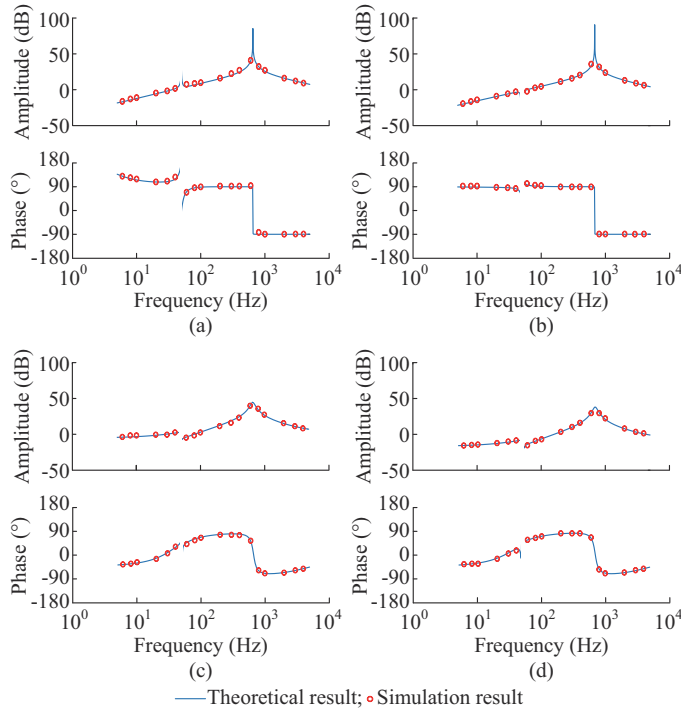 Amplitude (dB)
100
50
0
-50
Phase (°)
180
90
0
-90
-180
10^0 10^1 10^2 10^3 10^4
Frequency (Hz)
(a)
Amplitude (dB)
100
50
0
-50
Phase (°)
180
90
0
-90
-180
10^0 10^1 10^2 10^3 10^4
Frequency (Hz)
(b)
Amplitude (dB)
100
50
0
-50
Phase (°)
180
90
0
-90
-180
10^0 10^1 10^2 10^3 10^4
Frequency (Hz)
(c)
Amplitude (dB)
100
50
0
-50
Phase (°)
180
90
0
-90
-180
10^0 10^1 10^2 10^3 10^4
Frequency (Hz)
(d)
Theoretical result; Simulation result